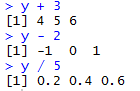 > y + 3
[1] 4 5 6
> y - 2
[1] -1  0  1
> y / 5
[1] 0.2 0.4 0.6